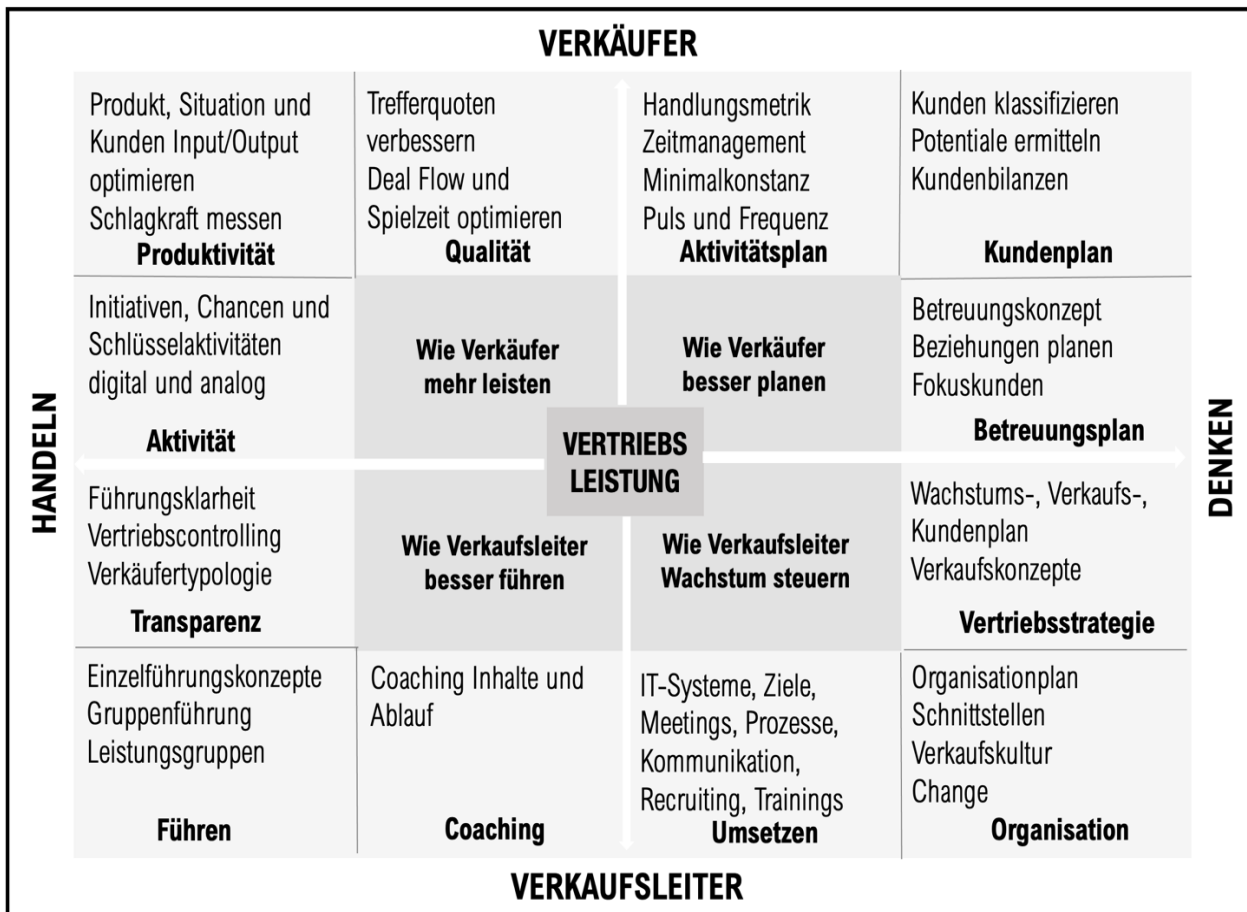 VERKÄUFER
Produkt, Situation und
Kunden Input/Output
optimieren
Schlagkraft messen
Produktivität
Trefferquoten
verbessern
Deal Flow und
Spielzeit optimieren
Qualität
Handlungsmetrik
Zeitmanagement
Minimalkonstanz
Puls und Frequenz
Aktivitätsplan
Kunden klassifizieren
Potentiale ermitteln
Kundenbilanzen
Kundenplan
HANDELN
Initiativen, Chancen und
Schlüsselaktivitäten
digital und analog
Aktivität
Wie Verkäufer
mehr leisten
Wie Verkäufer
besser planen
Betreuungskonzept
Beziehungen planen
Fokuskunden
Betreuungsplan
DENKEN
VERTRIEBS
LEISTUNG
Führungsklarheit
Vertriebscontrolling
Verkäufertypologie
Transparenz
Wie Verkaufsleiter
besser führen
Wie Verkaufsleiter
Wachstum steuern
Wachstums-, Verkaufs-,
Kundenplan
Verkaufskonzepte
Vertriebsstrategie
Einzelführungskonzepte
Gruppenführung
Leistungsgruppen
Führen
Coaching Inhalte und
Ablauf
Coaching
IT-Systeme, Ziele,
Meetings, Prozesse,
Kommunikation,
Recruiting, Trainings
Umsetzen
Organisationplan
Schnittstellen
Verkaufskultur
Change
Organisation
VERKAUFSLEITER